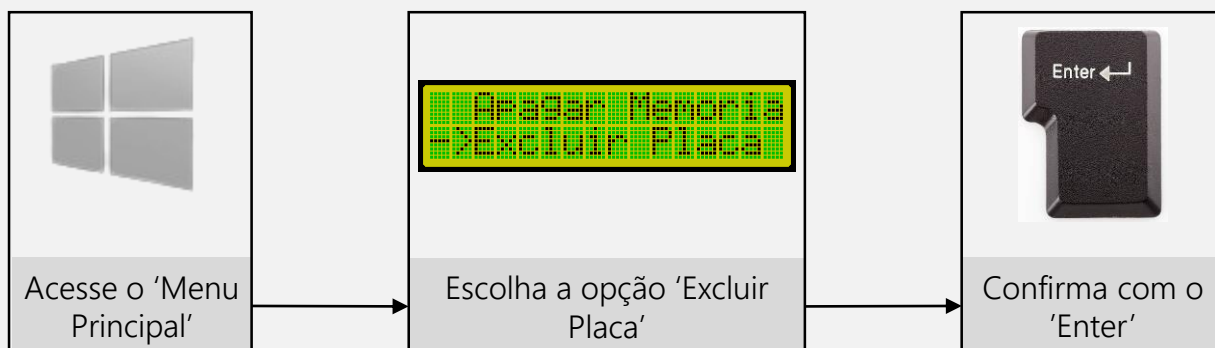 Apagar Memoria
->Excluir Placa
Enter
Acesse o ‘Menu
Principal’
Escolha a opção ‘Excluir
Placa’
Confirma com o
’Enter’